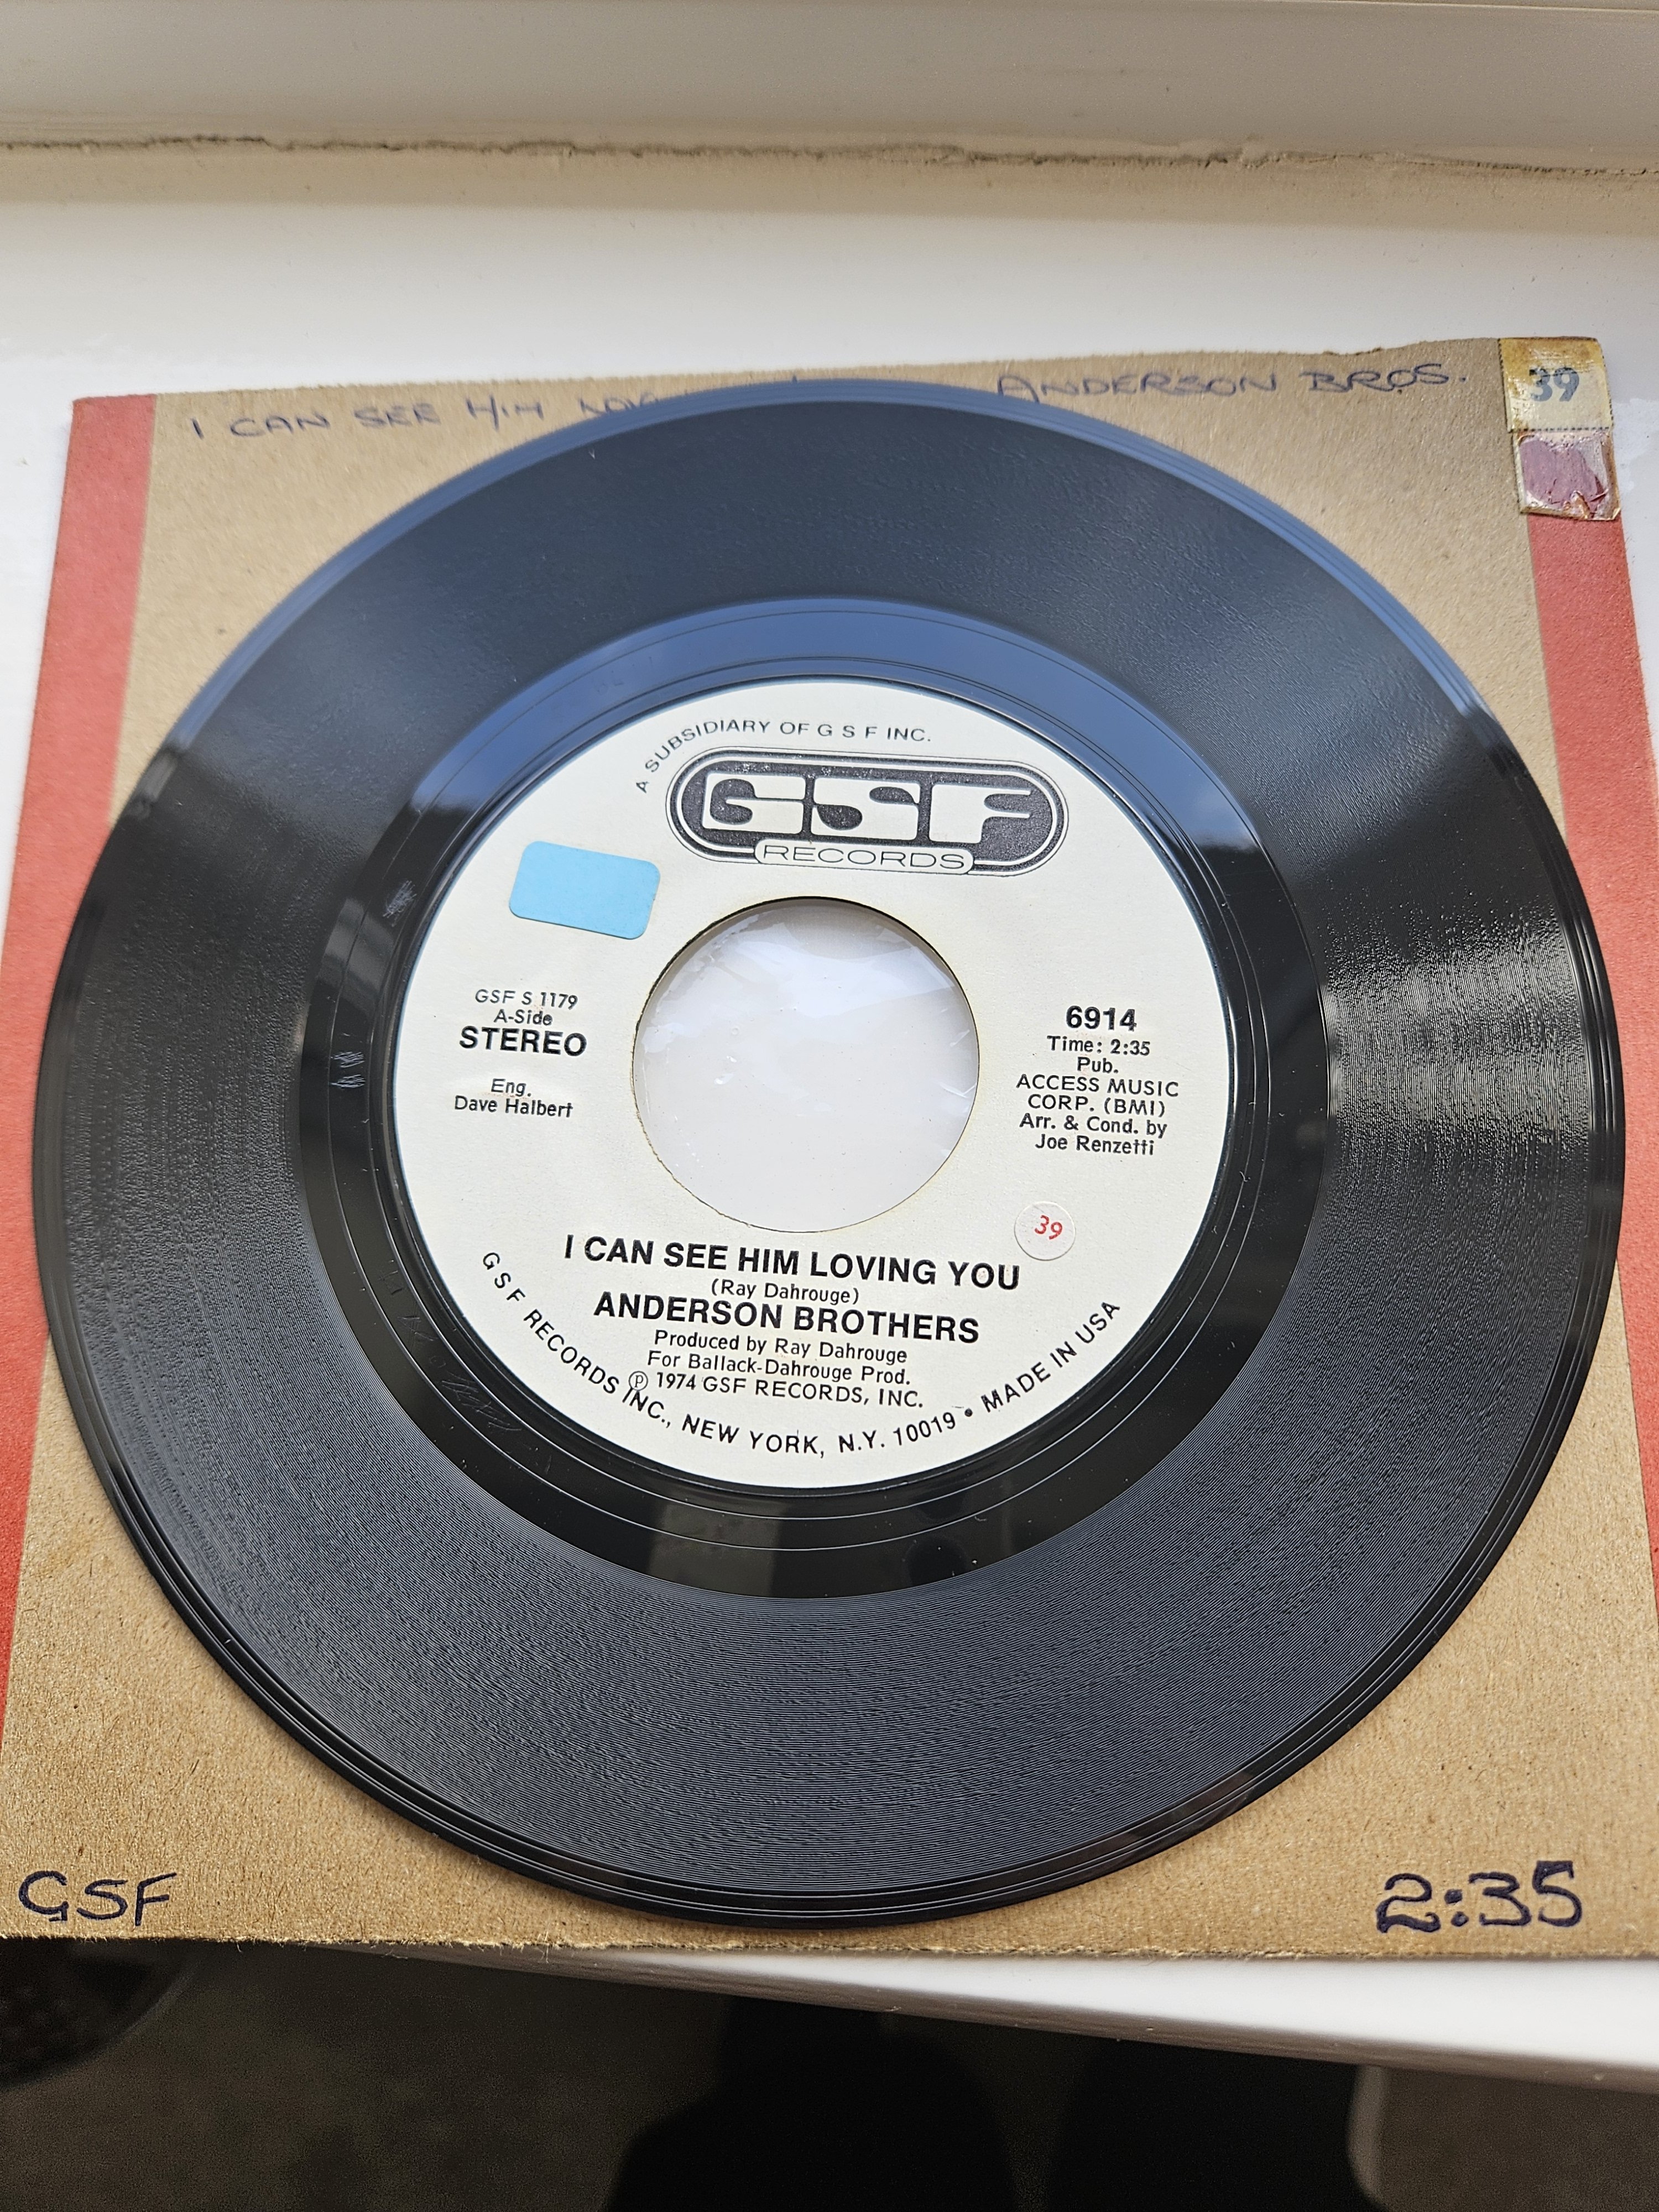 I CAN SEE HIM ANDERSON BROS.
39
A SUBSIDIARY OF G S F INC.
GSF
RECORDS
GSF S 1179
A-Side
STEREO
Eng.
Dave Halbert
6914
Time: 2:35
Pub.
ACCESS MUSIC
CORP. (BMI)
Arr. & Cond. by
Joe Renzetti
39
I CAN SEE HIM LOVING YOU
(Ray Dahrouge)
ANDERSON BROTHERS
Produced by Ray Dahrouge
For Ballack-Dahrouge Prod.
℗ 1974 GSF RECORDS, INC.
G S F RECORDS INC., NEW YORK, N.Y. 10019 • MADE IN USA
GSF
2:35